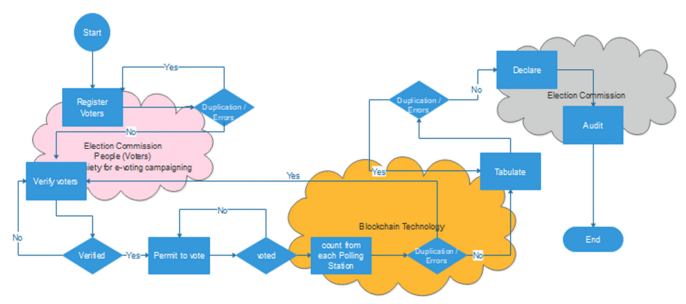 Start
Yes
Register
Voters
Duplication /
Errors
No
Election Commission
People (Voters)
iety for e-voting campaigning
Verify voters
No
Verified
Yes
Permit to vote
No
voted
Yes
Blockchain Technology
count from
each Polling
Station
Duplication /
Errors
No
Tabulate
Yes
Duplication /
Errors
No
Declare
Election Commission
Audit
End